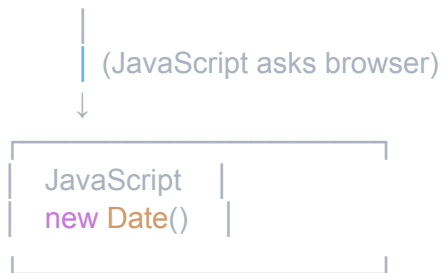 │
│ (JavaScript asks browser)
↓
┌──────────────────────┐
│ JavaScript │
│ new Date() │
└──────────────────────┘